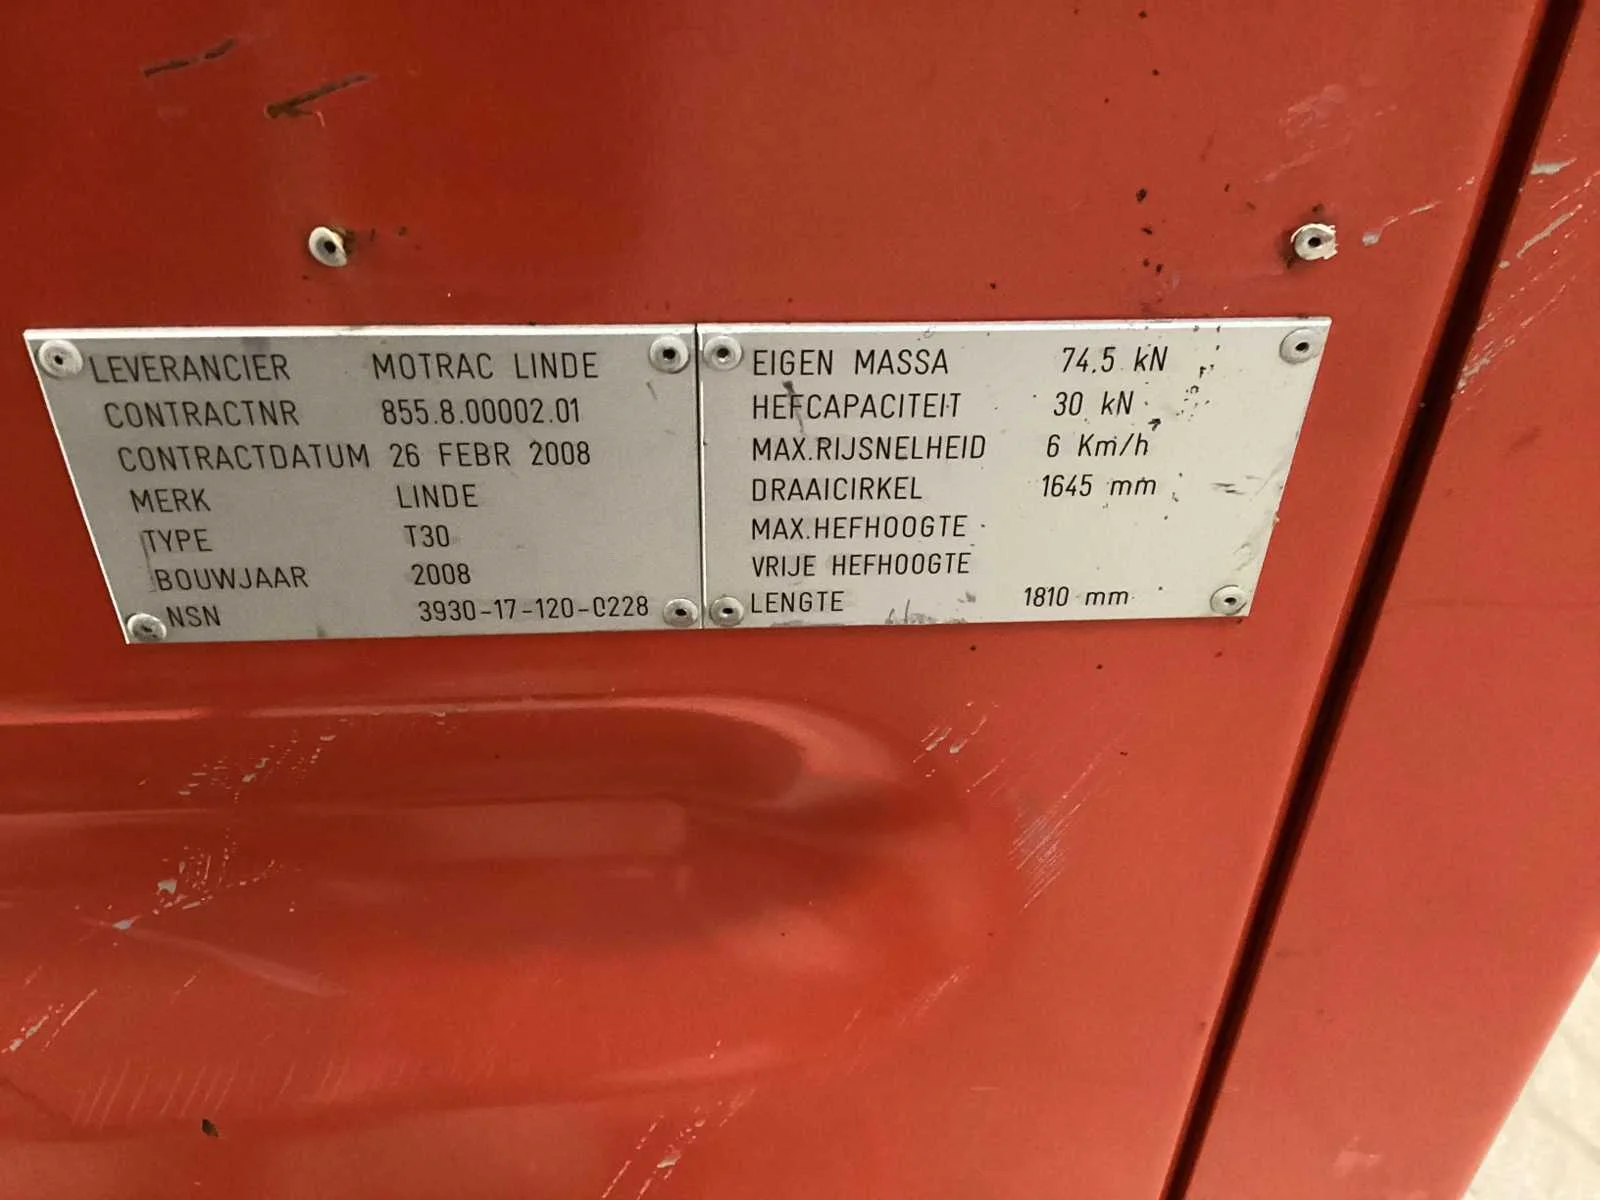 LEVERANCIER MOTRAC LINDE
CONTRACTNR 855.8.00002.01
CONTRACTDATUM 26 FEBR 2008
MERK LINDE
TYPE T30
BOUWJAAR 2008
NSN 3930-17-120-0228
EIGEN MASSA 74,5 kN
HEFCAPACITEIT 30 kN
MAX.RIJSNELHEID 6 Km/h
DRAAICIRKEL 1645 mm
MAX.HEFHOOGTE
VRIJE HEFHOOGTE
LENGTE 1810 mm